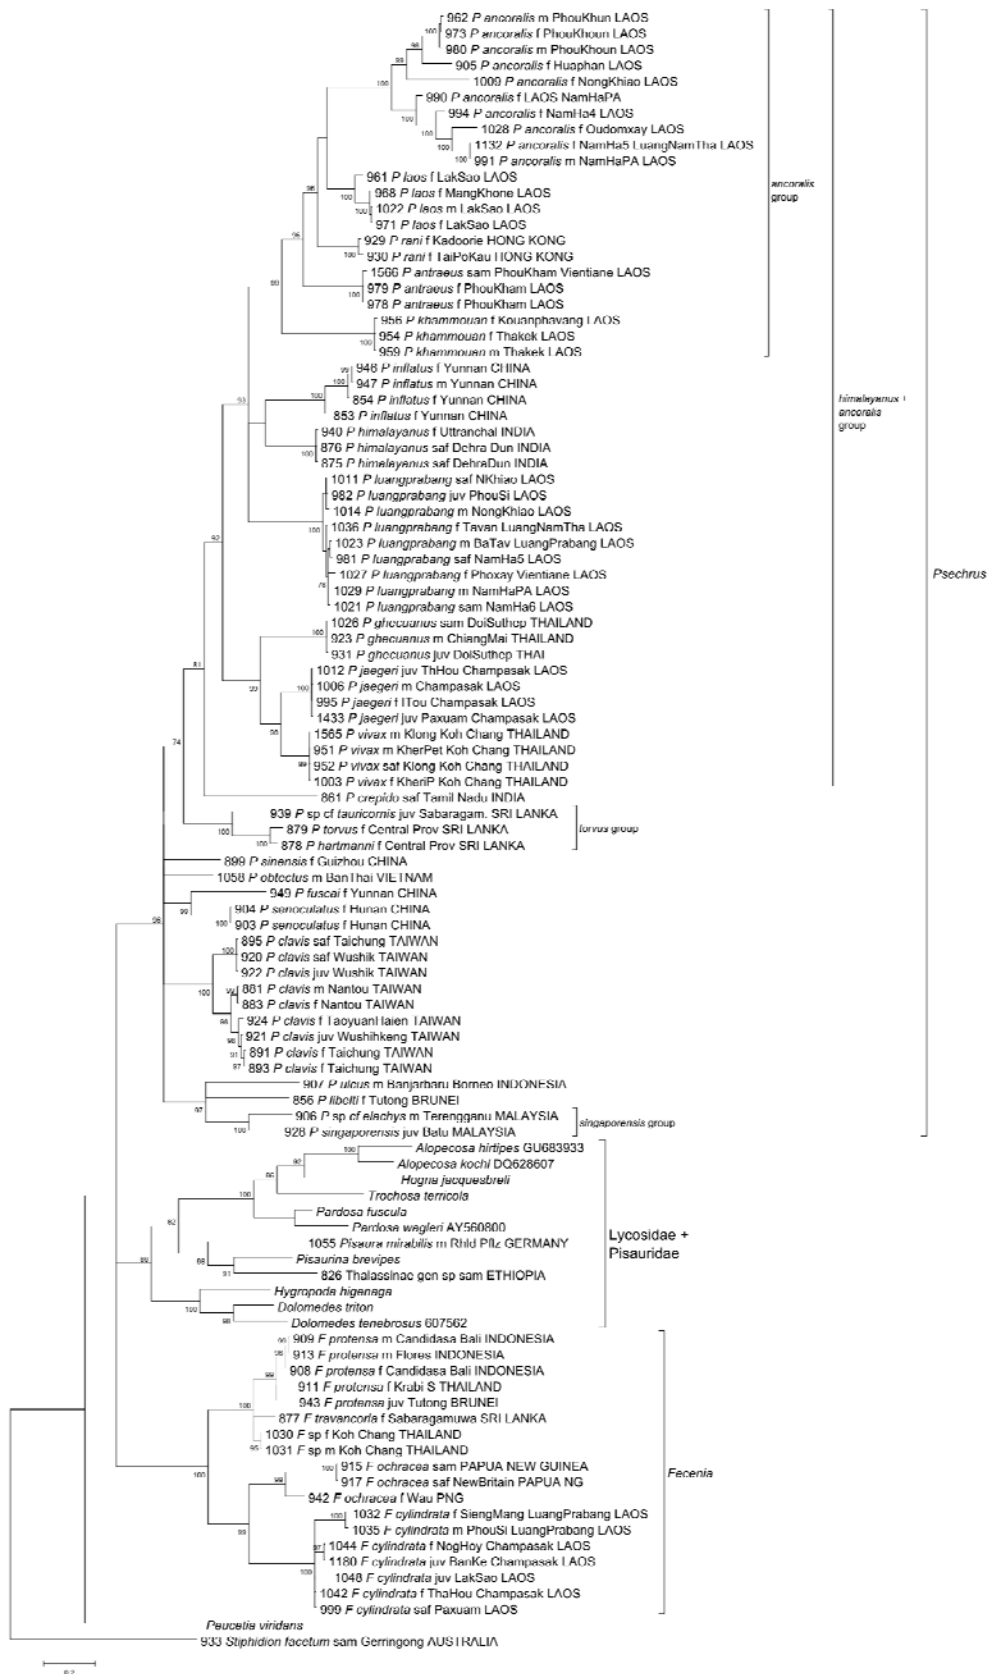 962 P ancoralis m PhouKhun LAOS
973 P ancoralis f PhouKhoun LAOS
980 P ancoralis m PhouKhoun LAOS
905 P ancoralis f Huaphan LAOS
1009 P ancoralis f NongKhiao LAOS
990 P ancoralis f LAOS NamHaPA
994 P ancoralis f NamHa4 LAOS
1028 P ancoralis f Oudomxay LAOS
1132 P ancoralis f NamHa5 LuangNamTha LAOS
991 P ancoralis m NamHaPA LAOS
961 P laos f LakSao LAOS
968 P laos f MangKhone LAOS
1022 P laos m LakSao LAOS
971 P laos f LakSao LAOS
ancoralis
group
929 P rani f Kadoorie HONG KONG
930 P rani f TaiPoKau HONG KONG
1566 P antraeus sam PhouKham Vientiane LAOS
979 P antraeus f PhouKham LAOS
978 P antraeus f PhouKham LAOS
956 P khammouan f Kouanphavang LAOS
954 P khammouan f Thakek LAOS
959 P khammouan m Thakek LAOS
946 P inflatus f Yunnan CHINA
947 P inflatus m Yunnan CHINA
854 P inflatus f Yunnan CHINA
853 P inflatus f Yunnan CHINA
himalayanus +
ancoralis
group
940 P himalayanus f Uttranchal INDIA
876 P himalayanus saf Dehra Dun INDIA
875 P himalayanus saf DehraDun INDIA
1011 P luangprabang saf NKhiao LAOS
982 P luangprabang juv PhouSi LAOS
1014 P luangprabang m NongKhiao LAOS
1036 P luangprabang f Tavan LuangNamTha LAOS
1023 P luangprabang m BaTav LuangPrabang LAOS
981 P luangprabang saf NamHa5 LAOS
1027 P luangprabang f Phoxay Vientiane LAOS
Psechrus
1029 P luangprabang m NamHaPA LAOS
1021 P luangprabang sam NamHa6 LAOS
1026 P ghecuanus sam DoiSuthep THAILAND
923 P ghecuanus m ChiangMai THAILAND
931 P ghecuanus juv DoiSuthep THAI
1012 P jaegeri juv ThHou Champasak LAOS
1006 P jaegeri m Champasak LAOS
995 P jaegeri f ITou Champasak LAOS
1433 P jaegeri juv Paxuam Champasak LAOS
1565 P vivax m Klong Koh Chang THAILAND
951 P vivax m KherPet Koh Chang THAILAND
952 P vivax saf Klong Koh Chang THAILAND
1003 P vivax f KheriP Koh Chang THAILAND
861 P crepido saf Tamil Nadu INDIA
939 P sp cf tauricornis juv Sabaragam. SRI LANKA
879 P torvus f Central Prov SRI LANKA
torvus group
878 P hartmanni f Central Prov SRI LANKA
899 P sinensis f Guizhou CHINA
1058 P obtectus m BanThai VIETNAM
949 P fuscai f Yunnan CHINA
904 P senoculatus f Hunan CHINA
903 P senoculatus f Hunan CHINA
895 P clavis saf Taichung TAIWAN
920 P clavis saf Wushik TAIWAN
922 P clavis juv Wushik TAIWAN
881 P clavis m Nantou TAIWAN
883 P clavis f Nantou TAIWAN
924 P clavis f TaoyuanHaien TAIWAN
921 P clavis juv Wushihkeng TAIWAN
891 P clavis f Taichung TAIWAN
893 P clavis f Taichung TAIWAN
907 P ulcus m Banjarbaru Borneo INDONESIA
856 P libelti f Tutong BRUNEI
906 P sp cf elachys m Terengganu MALAYSIA
singaporensis group
928 P singaporensis juv Batu MALAYSIA
Alopecosa hirtipes GU683933
Alopecosa kochi DQ628607
Hogna jacquesbreli
Trochosa terricola
Pardosa fuscula
Pardosa wagleri AY560800
Lycosidae +
Pisauridae
1055 Pisaura mirabilis m Rhld Pflz GERMANY
Pisaurina brevipes
826 Thalassinae gen sp sam ETHIOPIA
Hygropoda higenaga
Dolomedes triton
Dolomedes tenebrosus 607562
909 F protensa m Candidasa Bali INDONESIA
913 F protensa m Flores INDONESIA
908 F protensa f Candidasa Bali INDONESIA
911 F protensa f Krabi S THAILAND
943 F protensa juv Tutong BRUNEI
877 F travancoria f Sabaragamuwa SRI LANKA
1030 F sp f Koh Chang THAILAND
1031 F sp m Koh Chang THAILAND
915 F ochracea sam PAPUA NEW GUINEA
Fecenia
917 F ochracea saf NewBritain PAPUA NG
942 F ochracea f Wau PNG
1032 F cylindrata f SiengMang LuangPrabang LAOS
1035 F cylindrata m PhouSI LuangPrabang LAOS
1044 F cylindrata f NogHoy Champasak LAOS
1180 F cylindrata juv BanKe Champasak LAOS
1048 F cylindrata juv LakSao LAOS
1042 F cylindrata f ThaHou Champasak LAOS
999 F cylindrata saf Paxuam LAOS
Peucetia viridans
933 Stiphidion facetum sam Gerringong AUSTRALIA
0.2